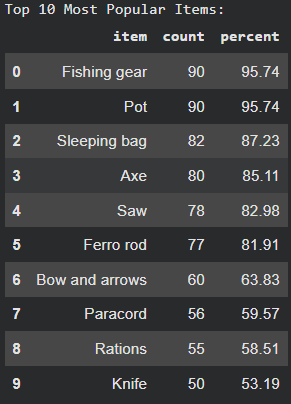 Top 10 Most Popular Items:
item count percent
0 Fishing gear 90 95.74
1 Pot 90 95.74
2 Sleeping bag 82 87.23
3 Axe 80 85.11
4 Saw 78 82.98
5 Ferro rod 77 81.91
6 Bow and arrows 60 63.83
7 Paracord 56 59.57
8 Rations 55 58.51
9 Knife 50 53.19